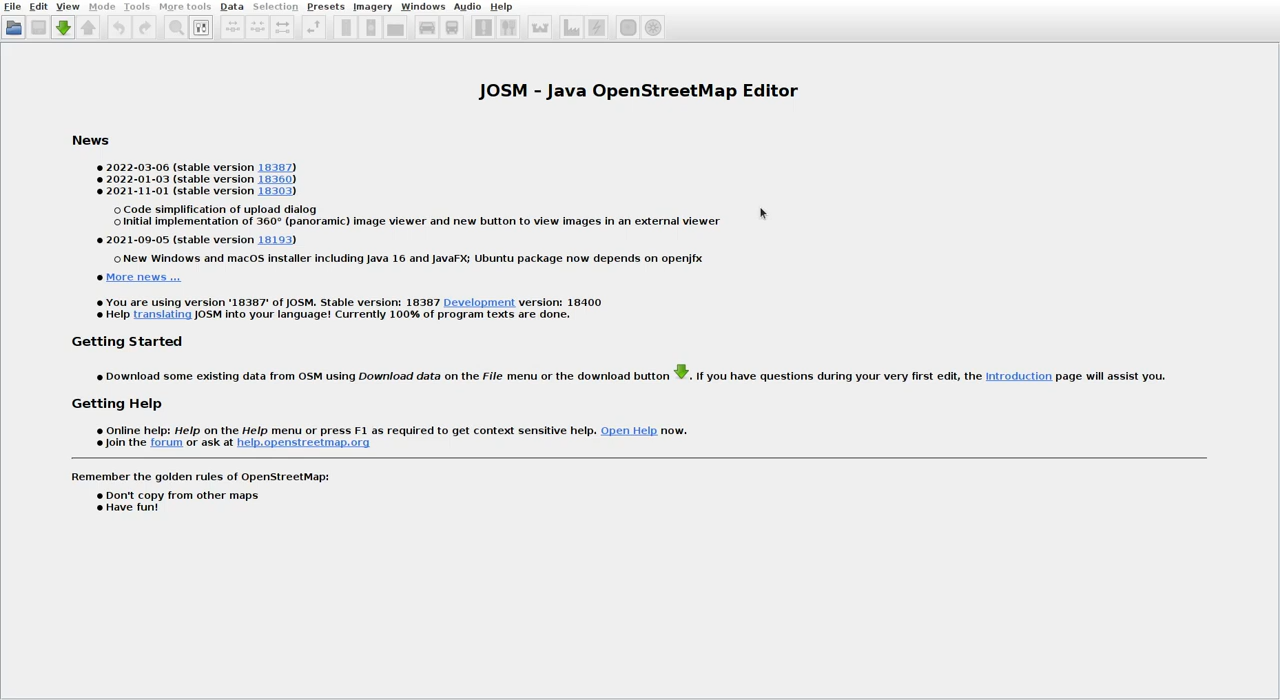 File Edit View Mode Tools More tools Data Selection Presets Imagery Windows Audio Help
JOSM – Java OpenStreetMap Editor
News
2022-03-06 (stable version 18387)
2022-01-03 (stable version 18360)
2021-11-01 (stable version 18303)
Code simplification of upload dialog
Initial implementation of 360° (panoramic) image viewer and new button to view images in an external viewer
2021-09-05 (stable version 18193)
New Windows and macOS installer including Java 16 and JavaFX; Ubuntu package now depends on openjfx
More news ...
You are using version '18387' of JOSM. Stable version: 18387 Development version: 18400
Help translating JOSM into your language! Currently 100% of program texts are done.
Getting Started
Download some existing data from OSM using Download data on the File menu or the download button . If you have questions during your very first edit, the Introduction page will assist you.
Getting Help
Online help: Help on the Help menu or press F1 as required to get context sensitive help. Open Help now.
Join the forum or ask at help.openstreetmap.org
Remember the golden rules of OpenStreetMap:
Don't copy from other maps
Have fun!